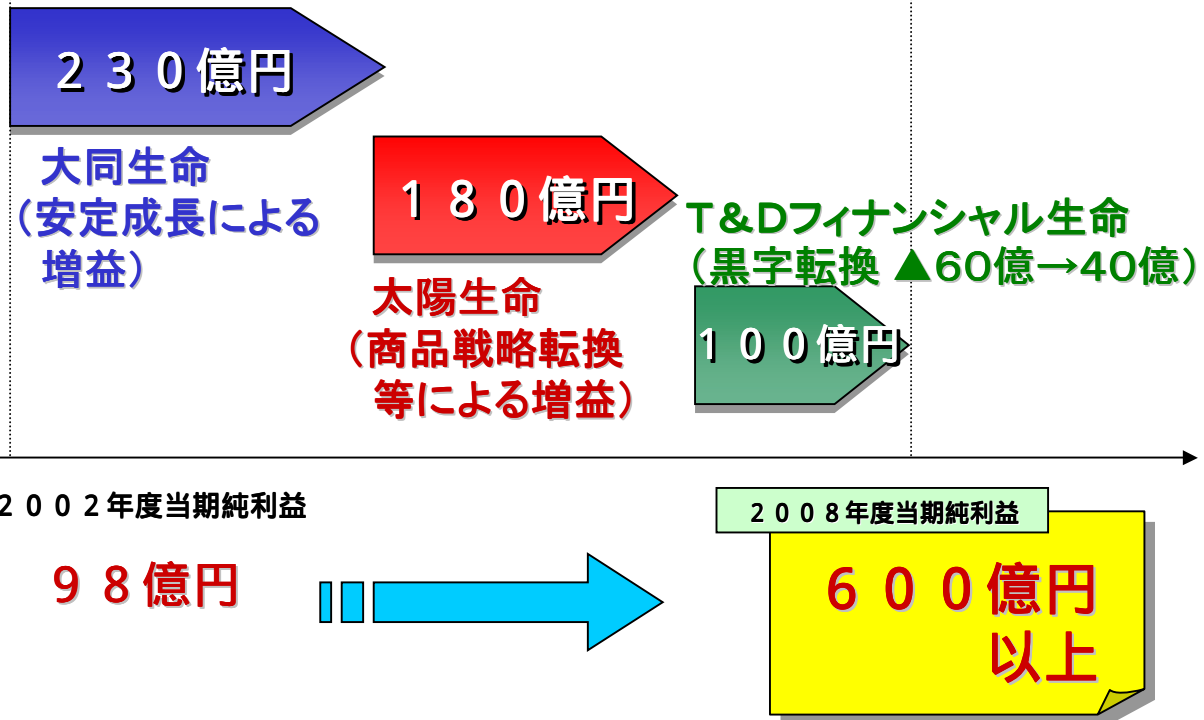 ２３０億円
大同生命
（安定成長による
増益）
１８０億円
太陽生命
（商品戦略転換
等による増益）
T&Dフィナンシャル生命
（黒字転換 ▲60億→40億）
１００億円
２００２年度当期純利益
９８億円
２００８年度当期純利益
６００億円
以上